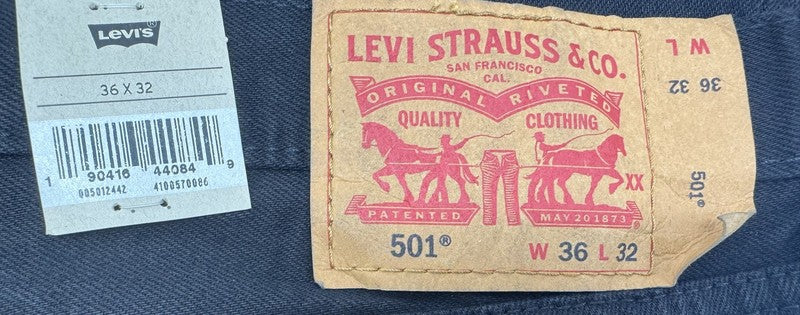 LEVI'S
36 X 32
1 90416 44084 9
005012442 4100570086
LEVI STRAUSS & CO.
SAN FRANCISCO
CAL.
ORIGINAL RIVETED
QUALITY CLOTHING
XX
PATENTED MAY 20 1873
501® W 36 L 32
W L
36 32
501®